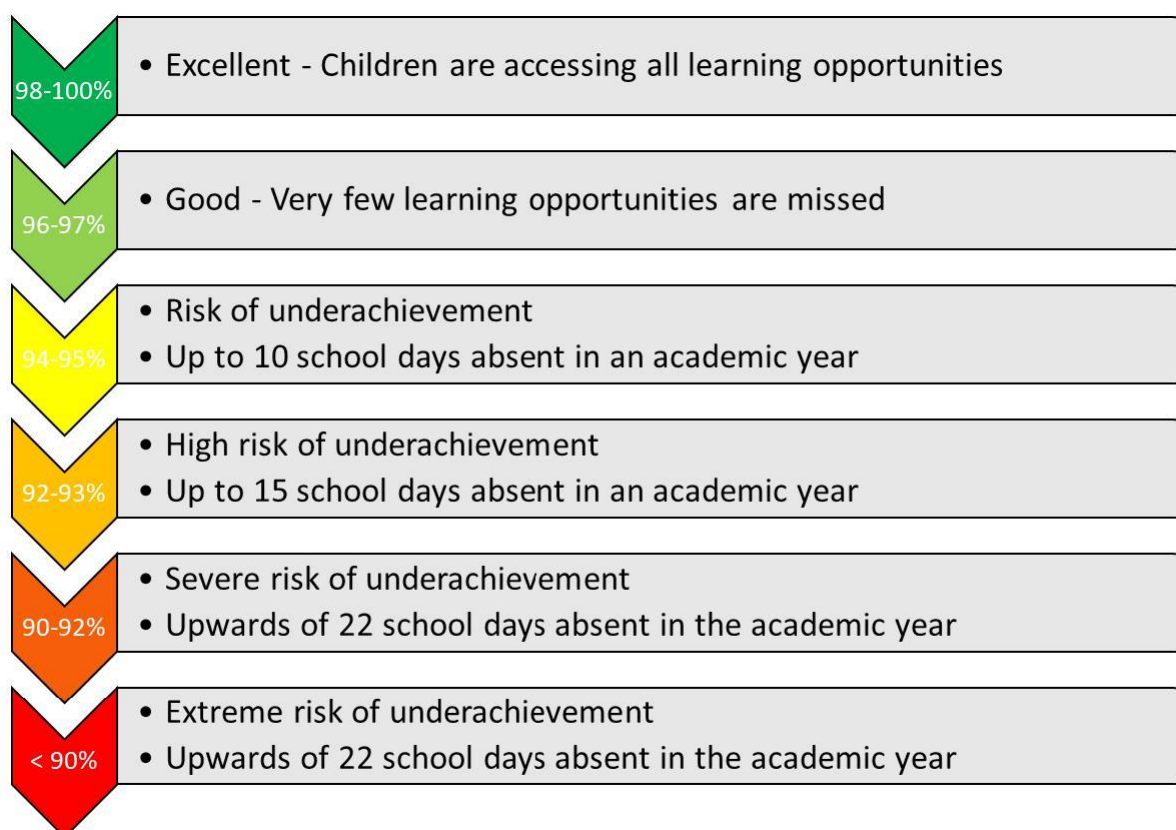 98-100%
• Excellent - Children are accessing all learning opportunities
96-97%
• Good - Very few learning opportunities are missed
94-95%
• Risk of underachievement
• Up to 10 school days absent in an academic year
92-93%
• High risk of underachievement
• Up to 15 school days absent in an academic year
90-92%
• Severe risk of underachievement
• Upwards of 22 school days absent in the academic year
< 90%
• Extreme risk of underachievement
• Upwards of 22 school days absent in the academic year